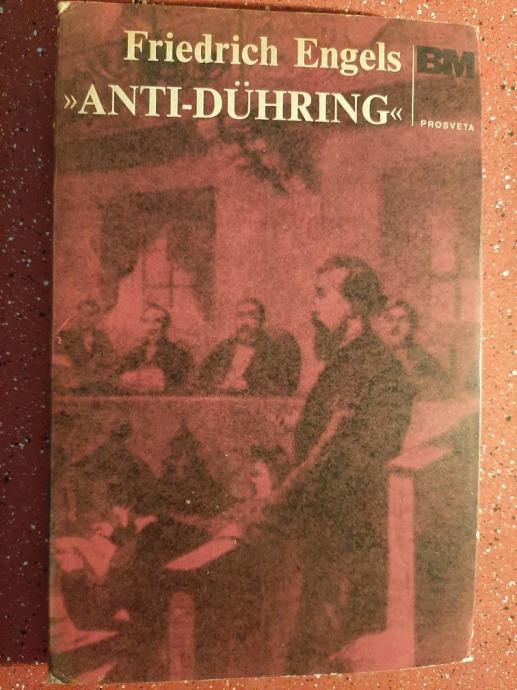 Friedrich Engels
»ANTI-DÜHRING«
BM
PROSVETA